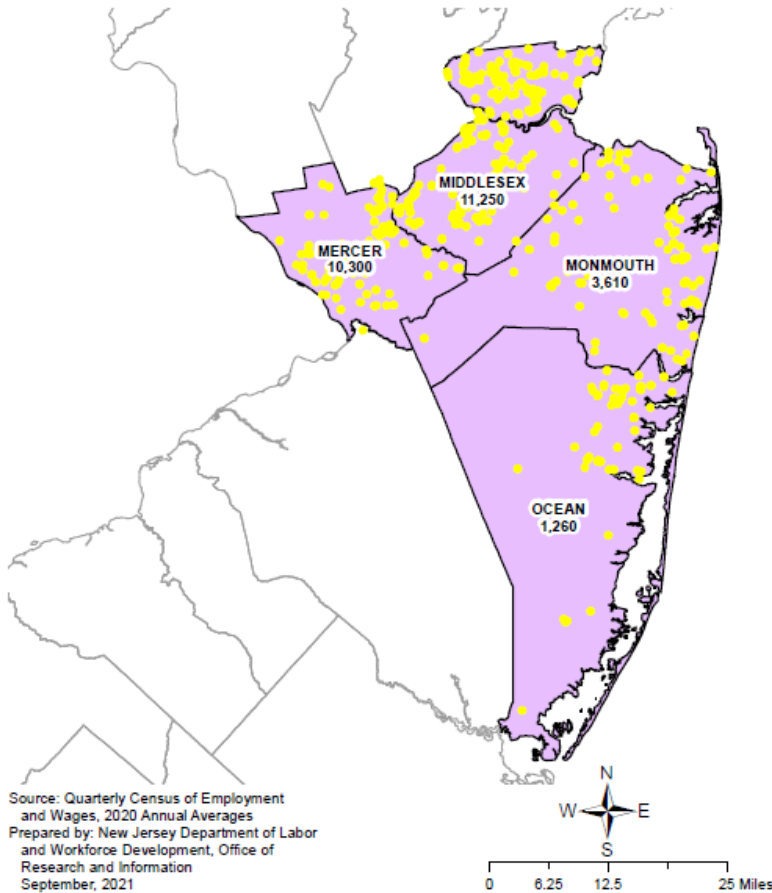 MIDDLESEX
11,250
MERCER
10,300
MONMOUTH
3,610
OCEAN
1,260
Source: Quarterly Census of Employment
and Wages, 2020 Annual Averages
Prepared by: New Jersey Department of Labor
and Workforce Development, Office of
Research and Information
September, 2021
N
W E
S
0 6.25 12.5 25 Miles